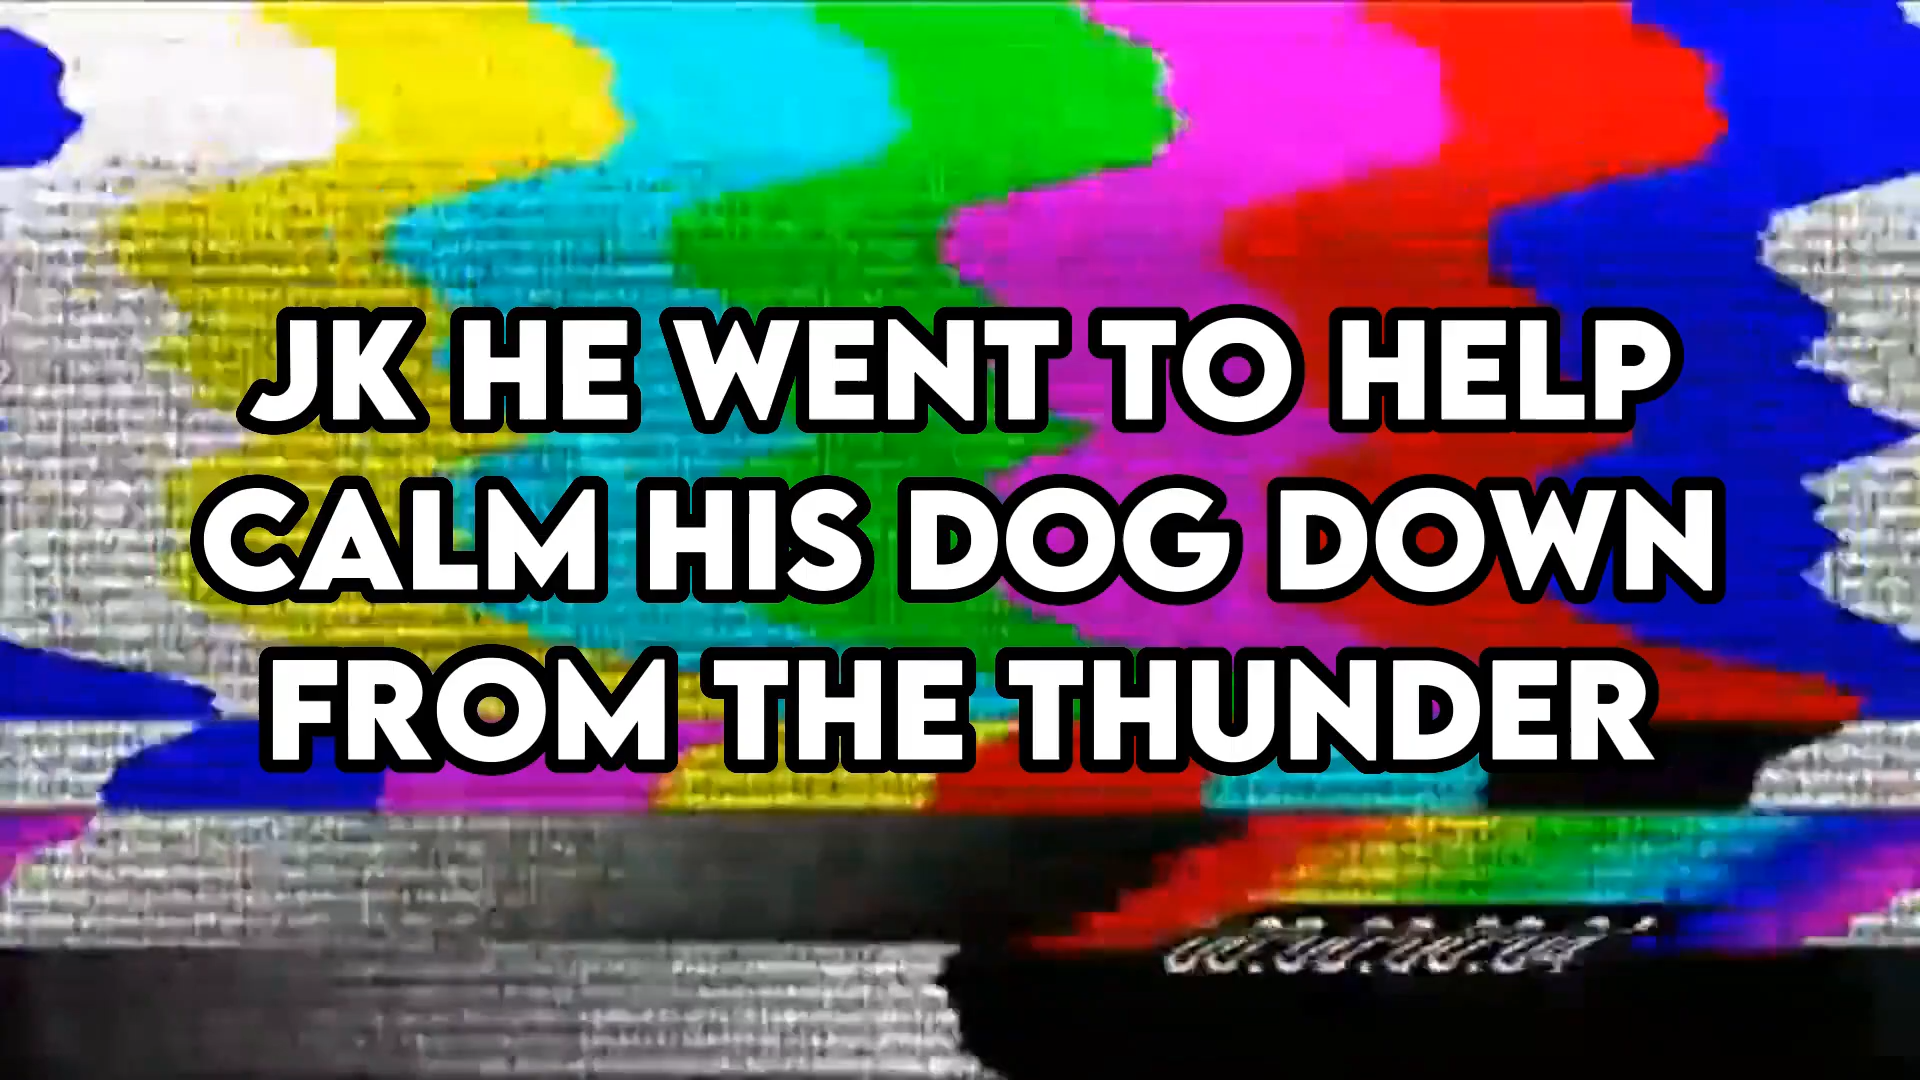 JK HE WENT TO HELP
CALM HIS DOG DOWN
FROM THE THUNDER